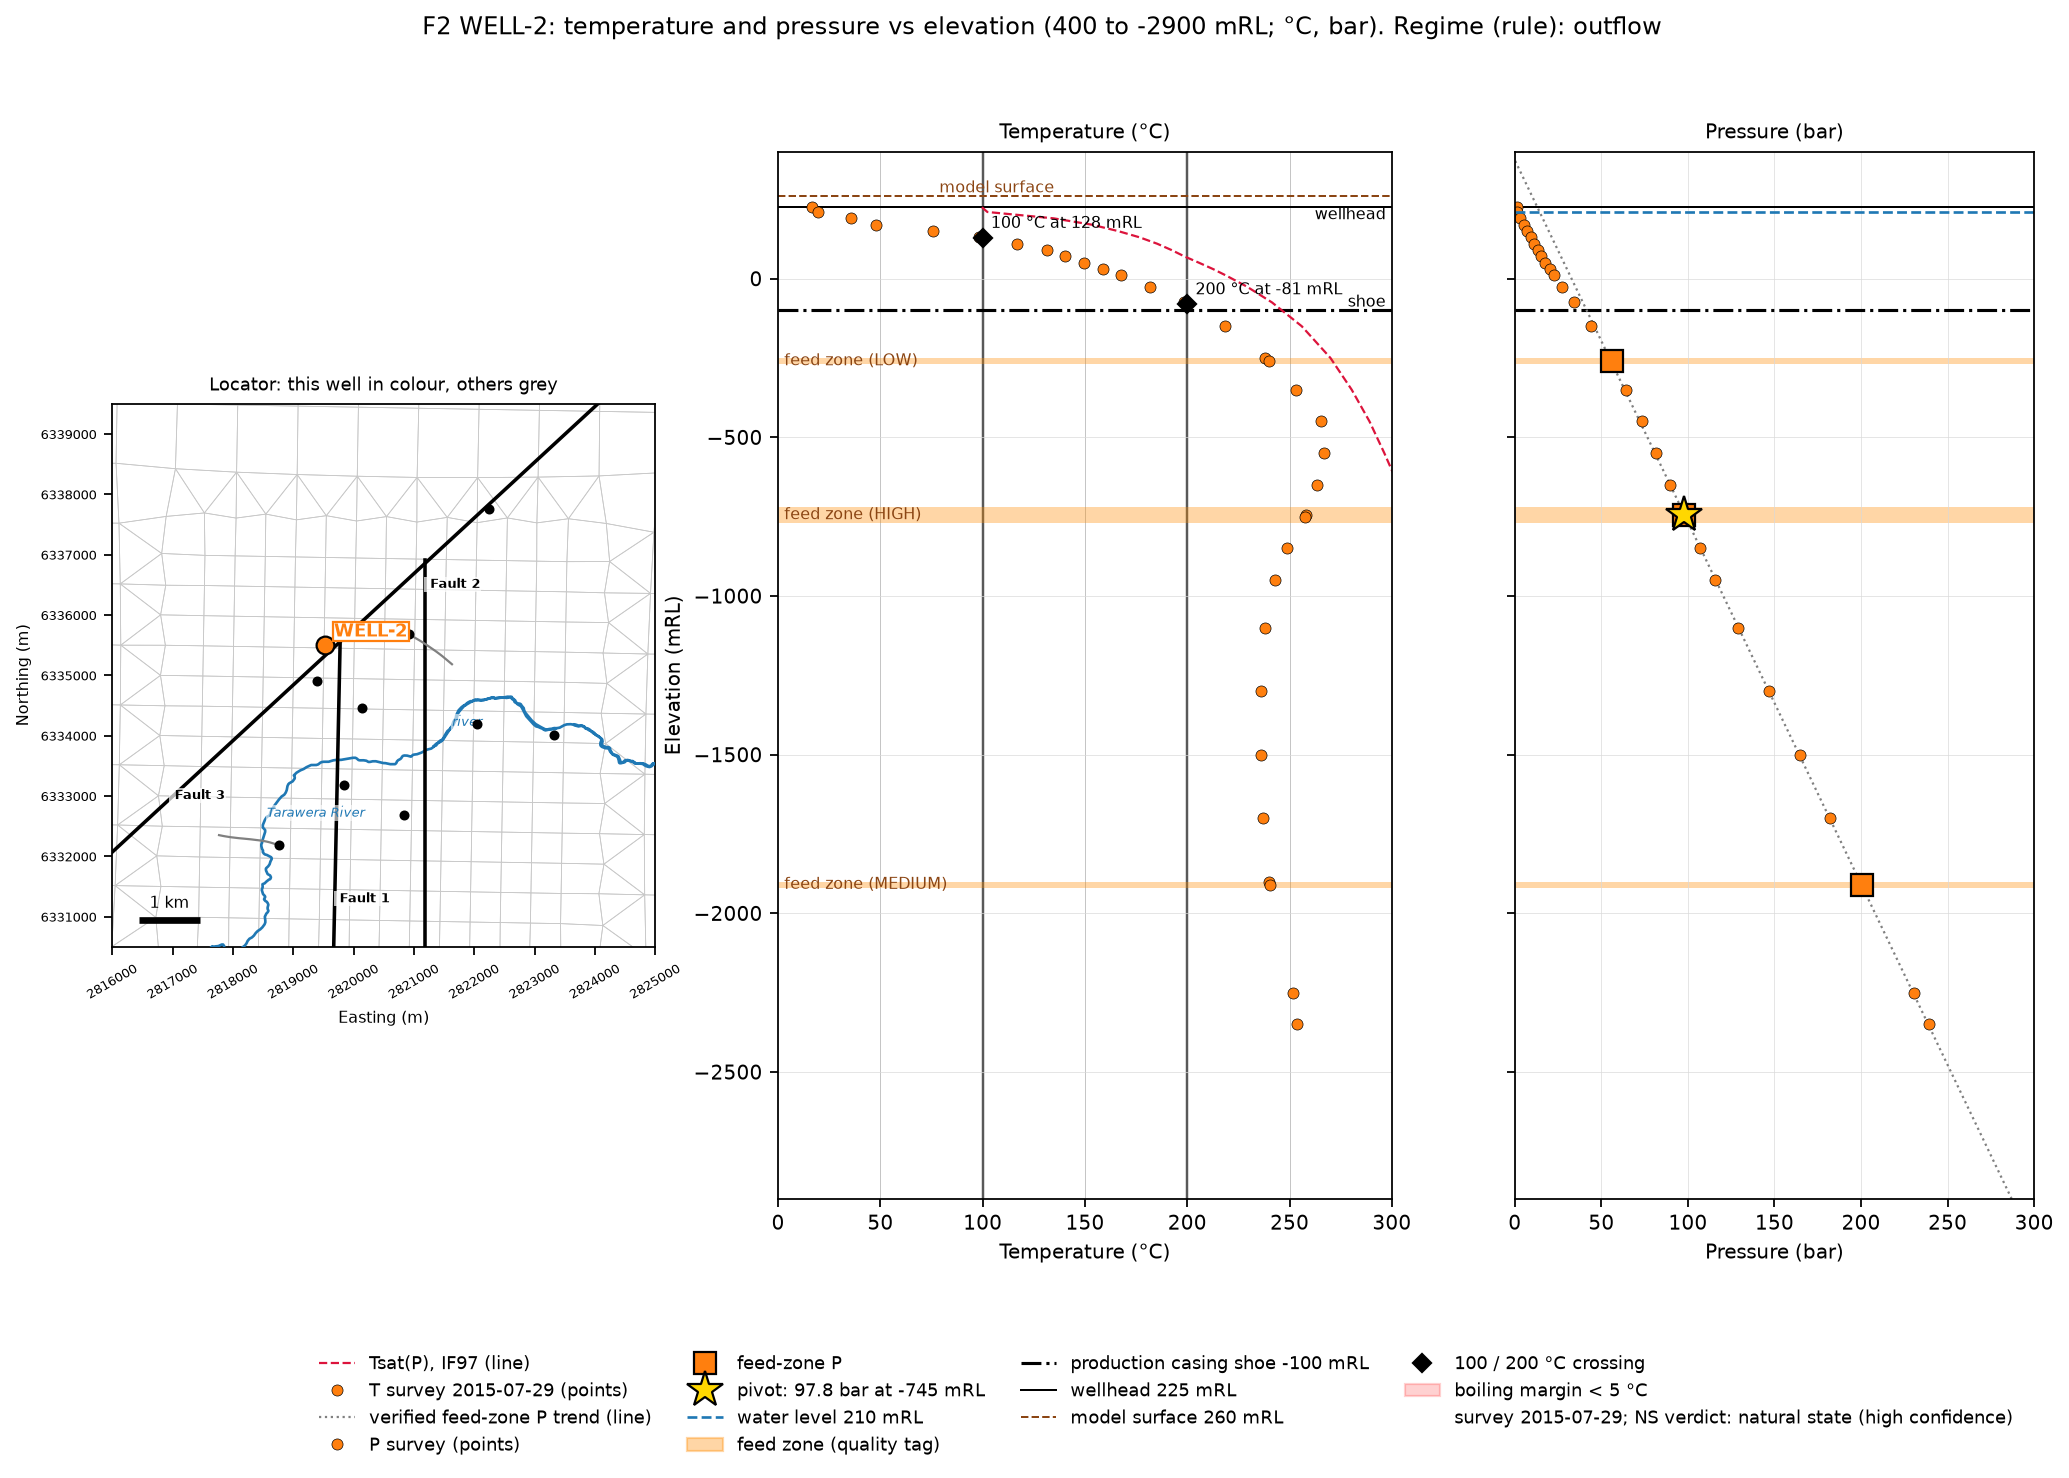 F2 WELL-2: temperature and pressure vs elevation (400 to -2900 mRL; °C, bar). Regime (rule): outflow
Locator: this well in colour, others grey
6339000
6338000
6337000
6336000
6335000
6334000
6333000
6332000
6331000
Northing (m)
Fault 2
WELL-2
river
Fault 3
Tarawera River
Fault 1
1 km
2816000
2817000
2818000
2819000
2820000
2821000
2822000
2823000
2824000
2825000
Easting (m)
Temperature (°C)
model surface
wellhead
100 °C at 128 mRL
200 °C at -81 mRL
shoe
feed zone (LOW)
feed zone (HIGH)
feed zone (MEDIUM)
0
−500
−1000
−1500
−2000
−2500
Elevation (mRL)
0 50 100 150 200 250 300
Temperature (°C)
Pressure (bar)
0 50 100 150 200 250 300
Pressure (bar)
Tsat(P), IF97 (line)
T survey 2015-07-29 (points)
verified feed-zone P trend (line)
P survey (points)
feed-zone P
pivot: 97.8 bar at -745 mRL
water level 210 mRL
feed zone (quality tag)
production casing shoe -100 mRL
wellhead 225 mRL
model surface 260 mRL
100 / 200 °C crossing
boiling margin < 5 °C
survey 2015-07-29; NS verdict: natural state (high confidence)